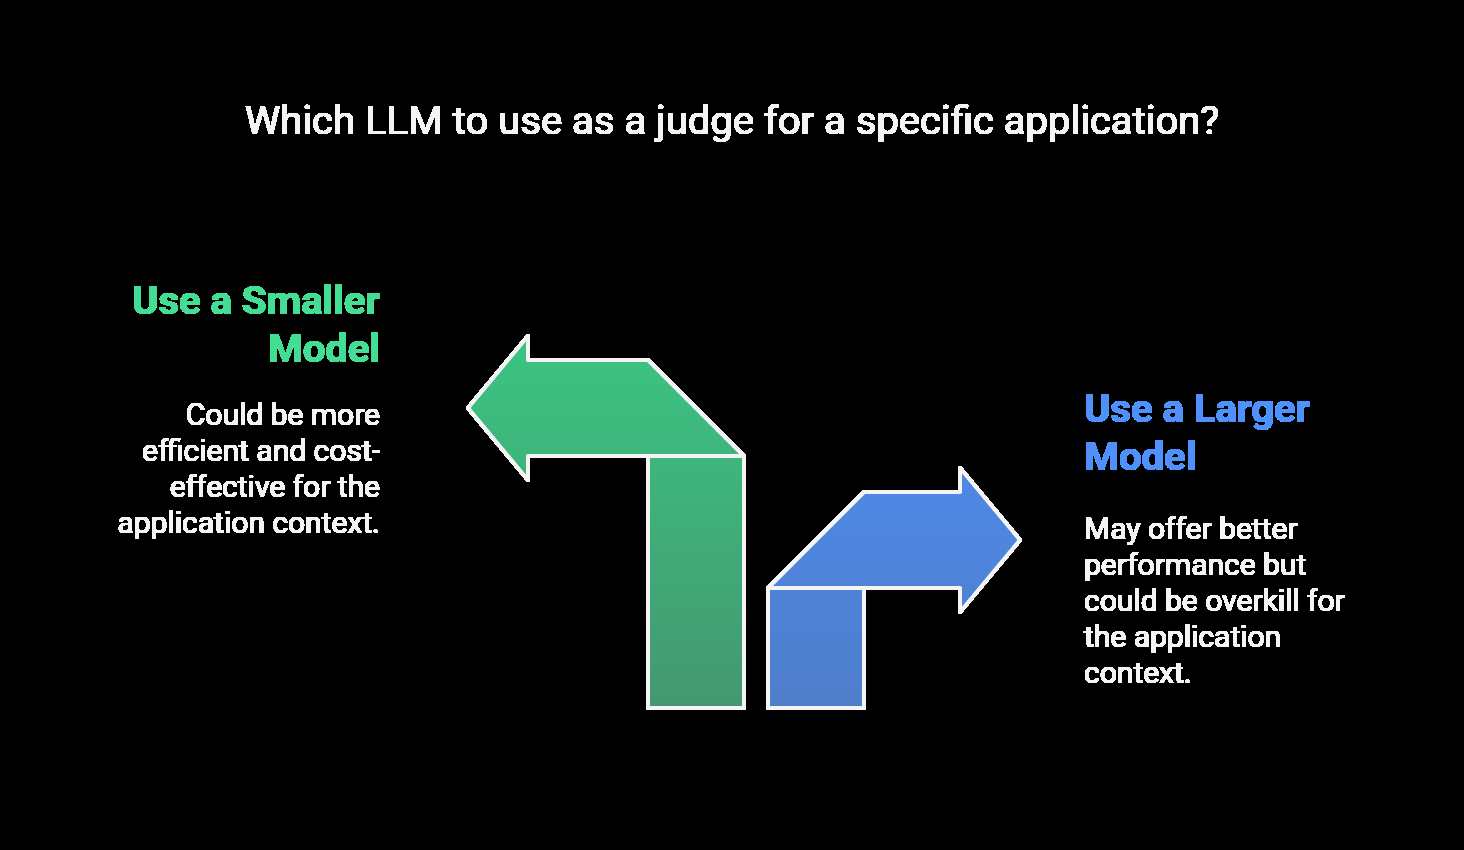 Which LLM to use as a judge for a specific application?
Use a Smaller
Model
Could be more
efficient and cost-
effective for the
application context.
Use a Larger
Model
May offer better
performance but
could be overkill for
the application
context.